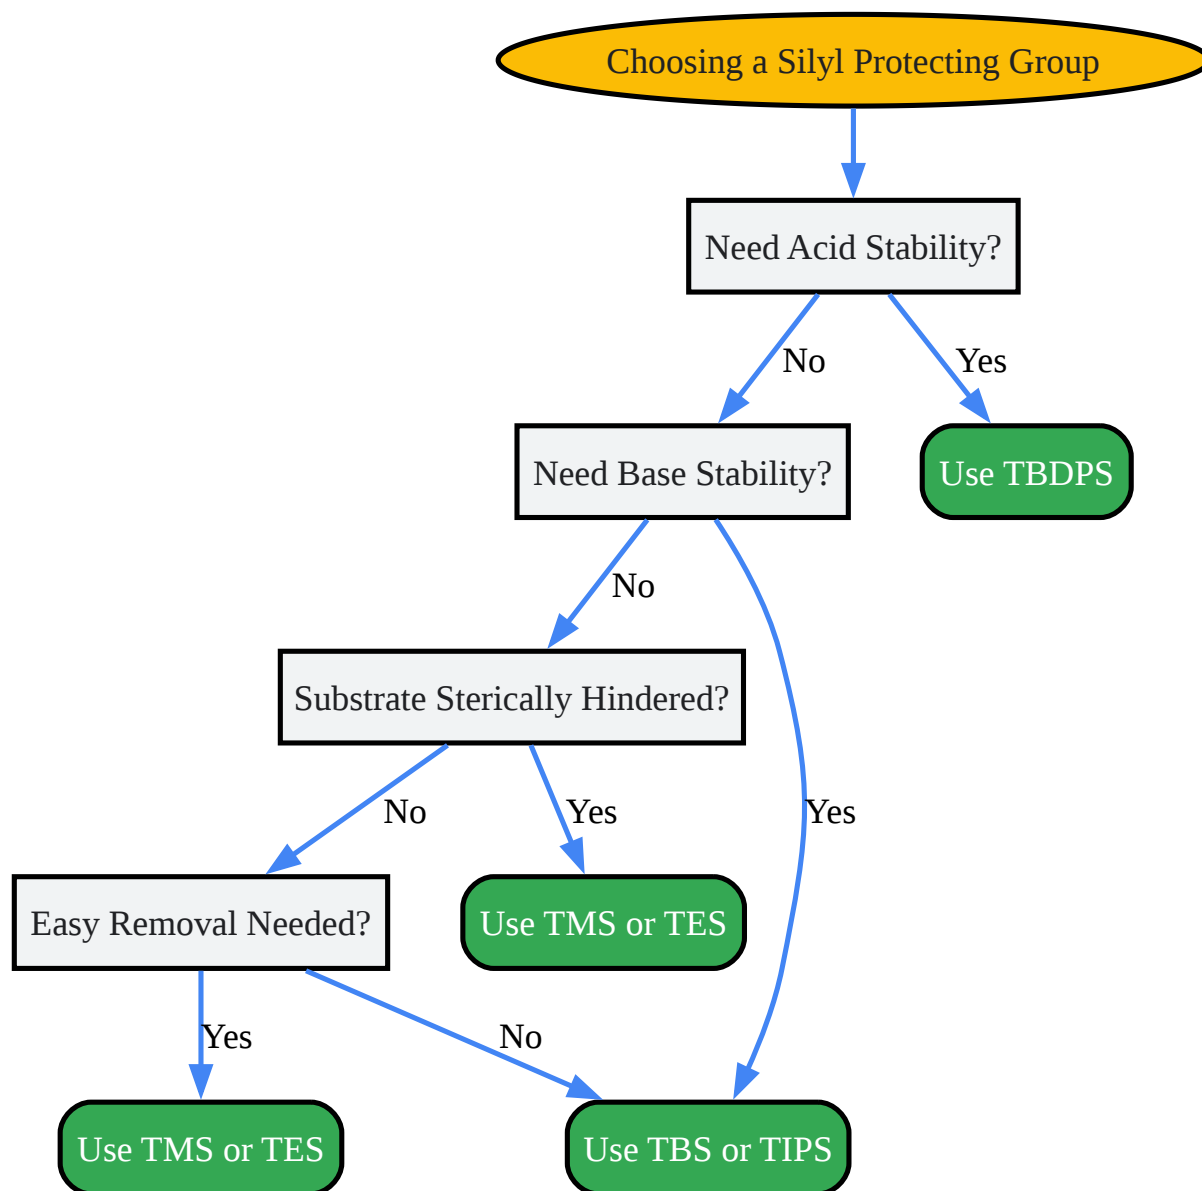 Choosing a Silyl Protecting Group
Need Acid Stability?
No
Yes
Need Base Stability?
Use TBDPS
No
Substrate Sterically Hindered?
No
Yes
Yes
Easy Removal Needed?
Use TMS or TES
Yes
No
Use TMS or TES
Use TBS or TIPS